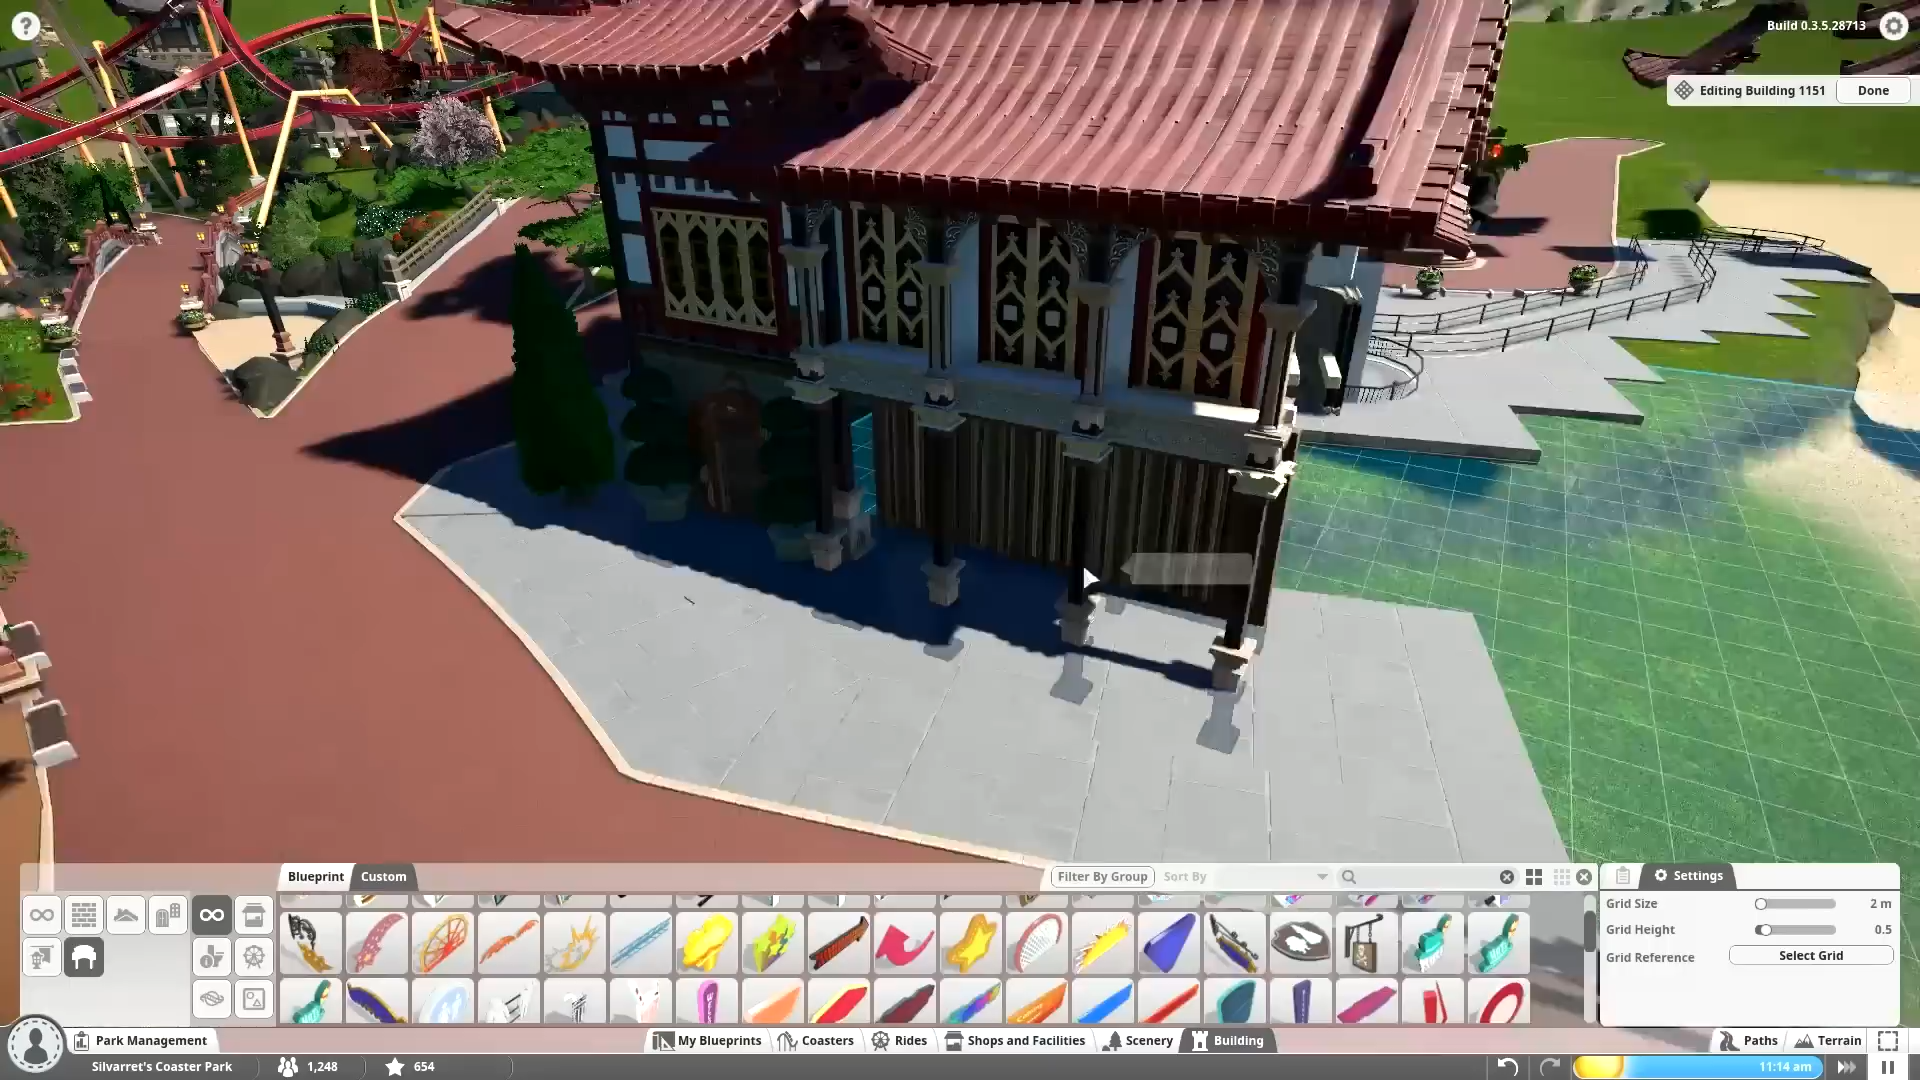 ?
Build 0.3.5.28713
Editing Building 1151
Done
Blueprint
Custom
Filter By Group
Sort By
Settings
Grid Size
2 m
Grid Height
0.5
Grid Reference
Select Grid
Park Management
My Blueprints
Coasters
Rides
Shops and Facilities
Scenery
Building
Paths
Terrain
Silvarret's Coaster Park
1,248
654
11:14 am